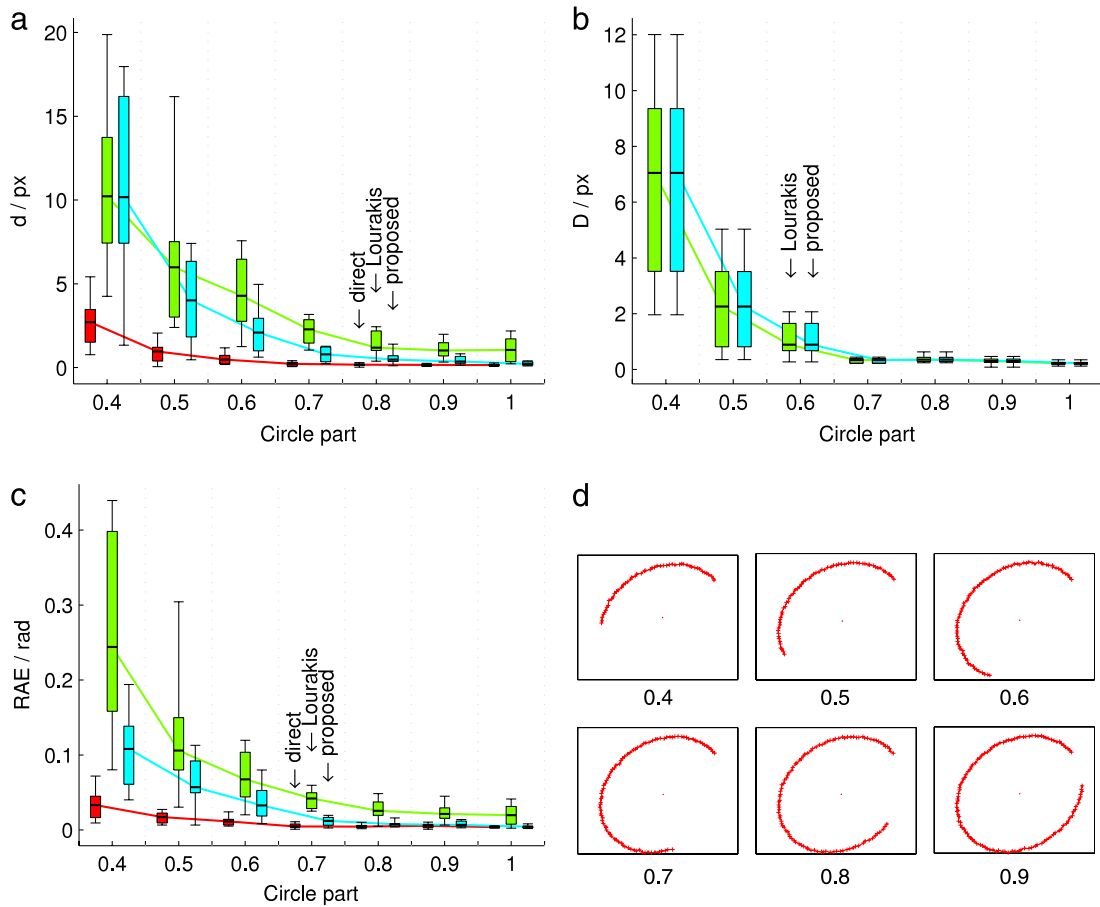 a
20
15
10
5
0
d / px
direct
Lourakis
proposed
0.4 0.5 0.6 0.7 0.8 0.9 1
Circle part
b
12
10
8
6
4
2
0
D / px
Lourakis
proposed
0.4 0.5 0.6 0.7 0.8 0.9 1
Circle part
c
0.4
0.3
0.2
0.1
0
RAE / rad
direct
Lourakis
proposed
0.4 0.5 0.6 0.7 0.8 0.9 1
Circle part
d
0.4 0.5 0.6
0.7 0.8 0.9